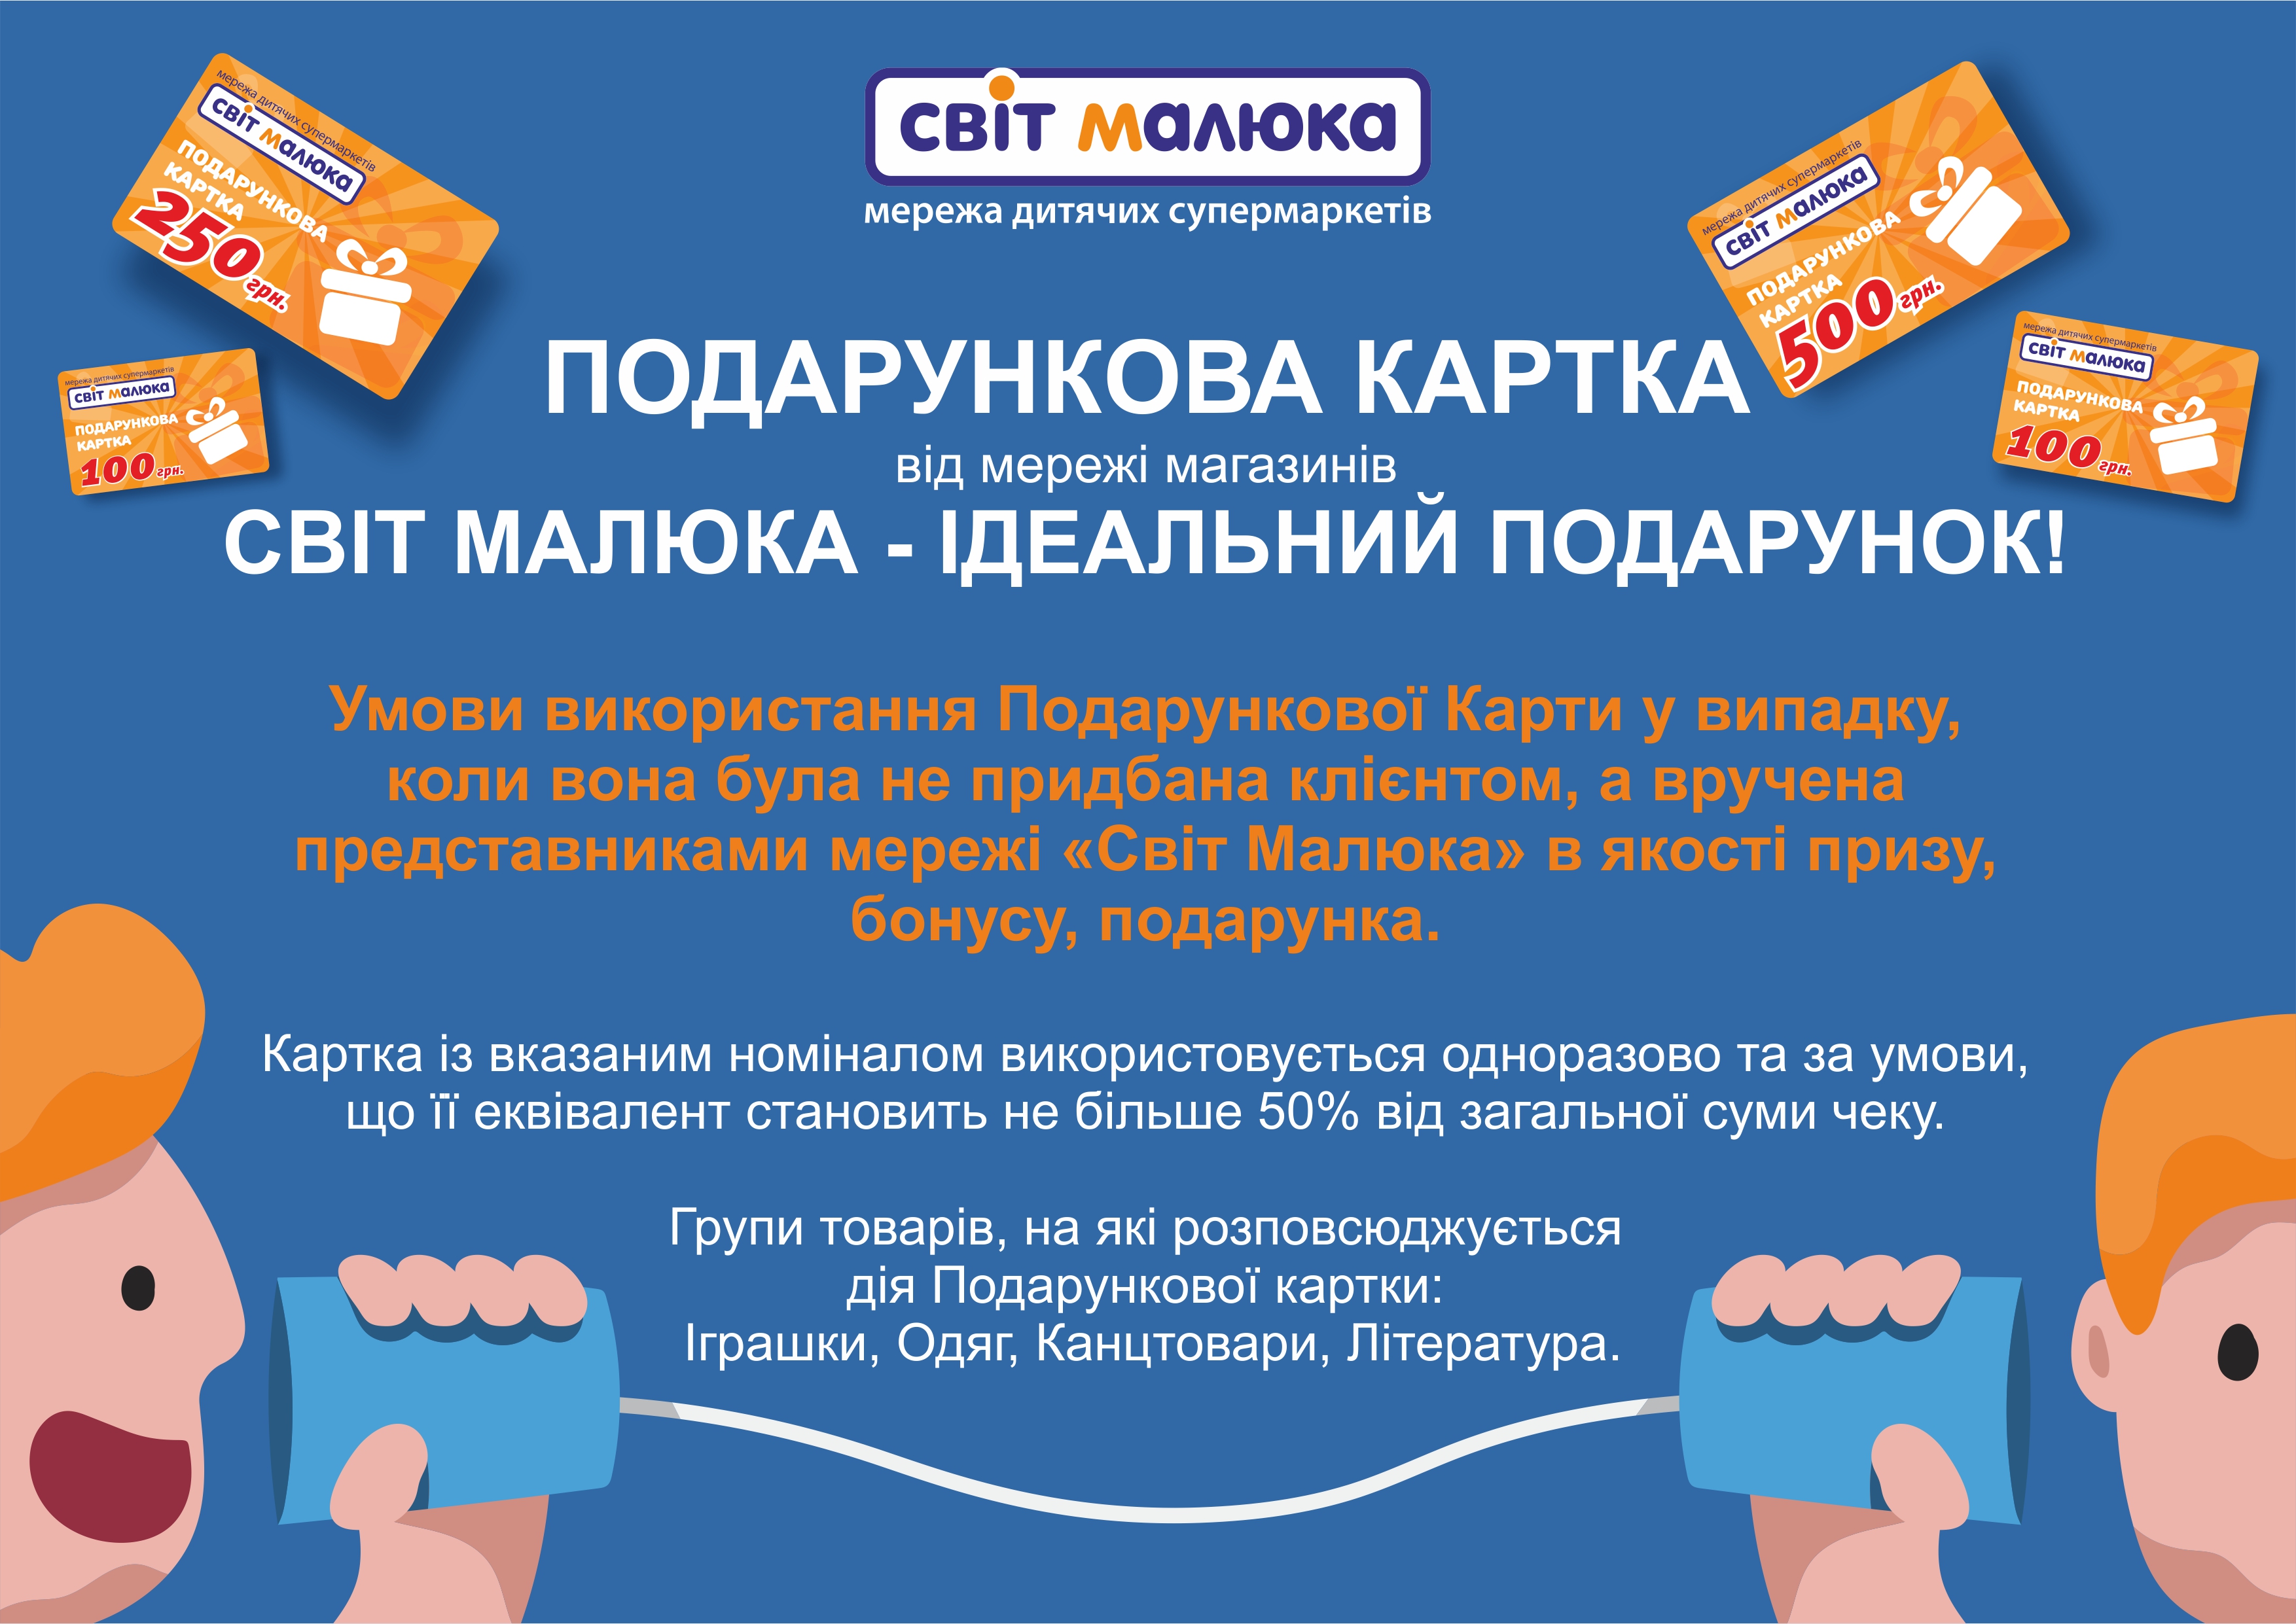 мережа дитячих супермаркетів
світ малюка
ПОДАРУНКОВА
КАРТКА
250 грн.
мережа дитячих супермаркетів
світ малюка
ПОДАРУНКОВА
КАРТКА
100 грн.
світ малюка
мережа дитячих супермаркетів
мережа дитячих супермаркетів
світ малюка
ПОДАРУНКОВА
КАРТКА
500 грн.
мережа дитячих супермаркетів
світ малюка
ПОДАРУНКОВА
КАРТКА
100 грн.
ПОДАРУНКОВА КАРТКА
від мережі магазинів
СВІТ МАЛЮКА - ІДЕАЛЬНИЙ ПОДАРУНОК!
Умови використання Подарункової Карти у випадку,
коли вона була не придбана клієнтом, а вручена
представниками мережі «Світ Малюка» в якості призу,
бонусу, подарунка.
Картка із вказаним номіналом використовується одноразово та за умови,
що її еквівалент становить не більше 50% від загальної суми чеку.
Групи товарів, на які розповсюджується
дія Подарункової картки:
Іграшки, Одяг, Канцтовари, Література.